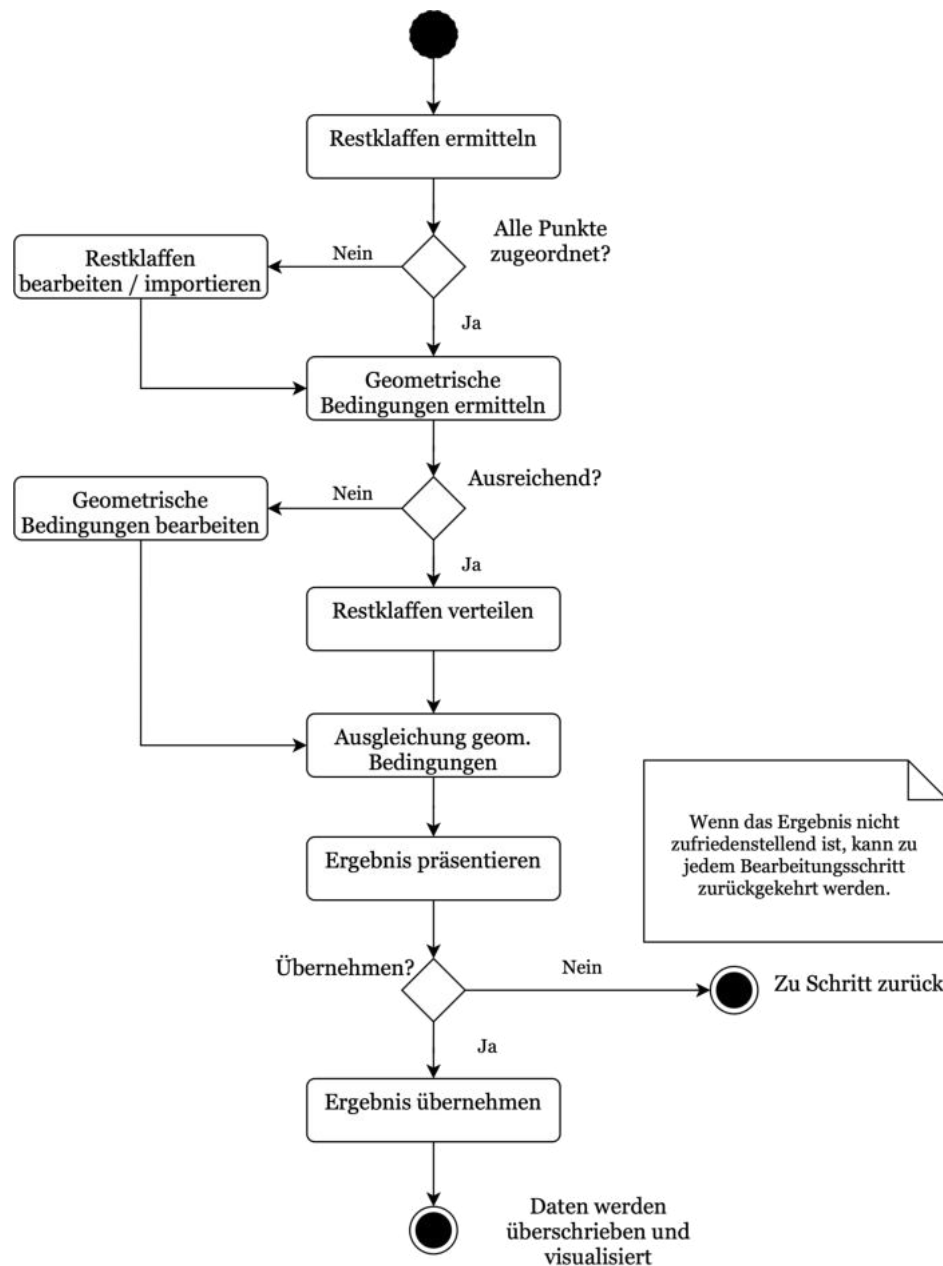 Restklaffen ermitteln
Alle Punkte
zugeordnet?
Nein
Restklaffen
bearbeiten / importieren
Ja
Geometrische
Bedingungen ermitteln
Ausreichend?
Nein
Geometrische
Bedingungen bearbeiten
Ja
Restklaffen verteilen
Ausgleichung geom.
Bedingungen
Wenn das Ergebnis nicht
zufriedenstellend ist, kann zu
jedem Bearbeitungsschritt
zurückgekehrt werden.
Ergebnis präsentieren
Übernehmen?
Nein
Zu Schritt zurück
Ja
Ergebnis übernehmen
Daten werden
überschrieben und
visualisiert